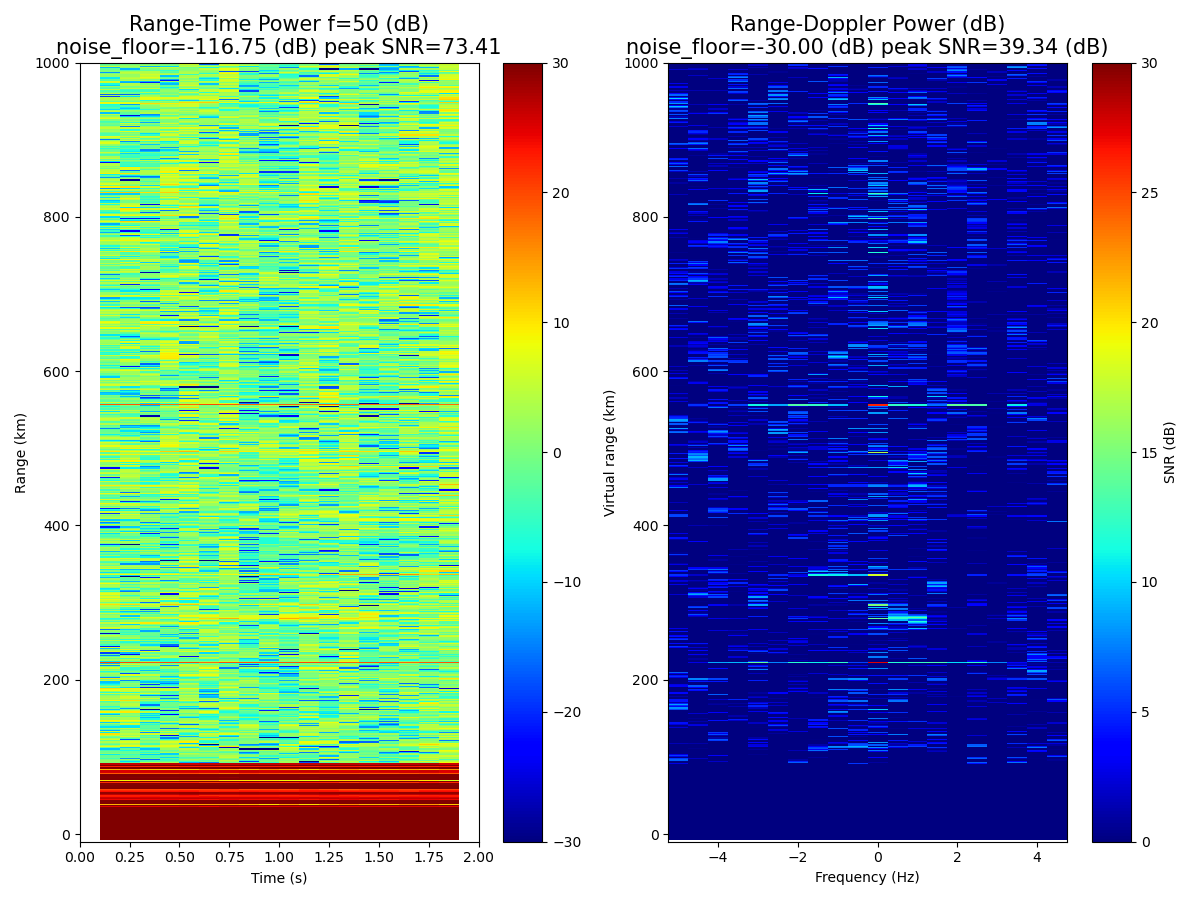 Range-Time Power f=50 (dB)
noise_floor=-116.75 (dB) peak SNR=73.41
Range (km)
1000
800
600
400
200
0
0.00 0.25 0.50 0.75 1.00 1.25 1.50 1.75 2.00
Time (s)
30
20
10
0
−10
−20
−30
Range-Doppler Power (dB)
noise_floor=-30.00 (dB) peak SNR=39.34 (dB)
Virtual range (km)
1000
800
600
400
200
0
−4 −2 0 2 4
Frequency (Hz)
30
25
20
15
10
5
0
SNR (dB)